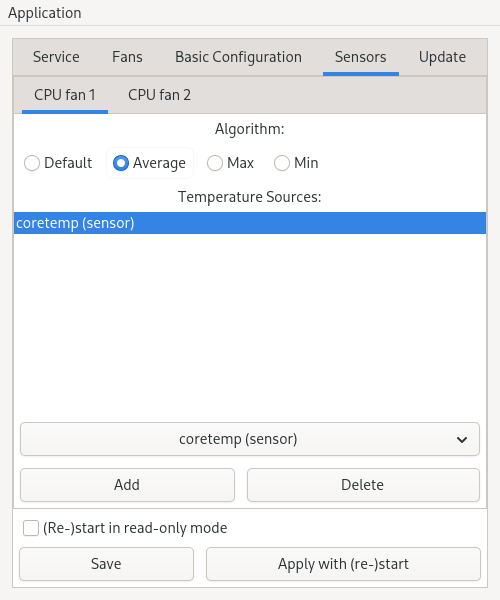 Application
Service Fans Basic Configuration Sensors Update
CPU fan 1 CPU fan 2
Algorithm:
Default Average Max Min
Temperature Sources:
coretemp (sensor)
coretemp (sensor)
Add Delete
(Re-)start in read-only mode
Save Apply with (re-)start